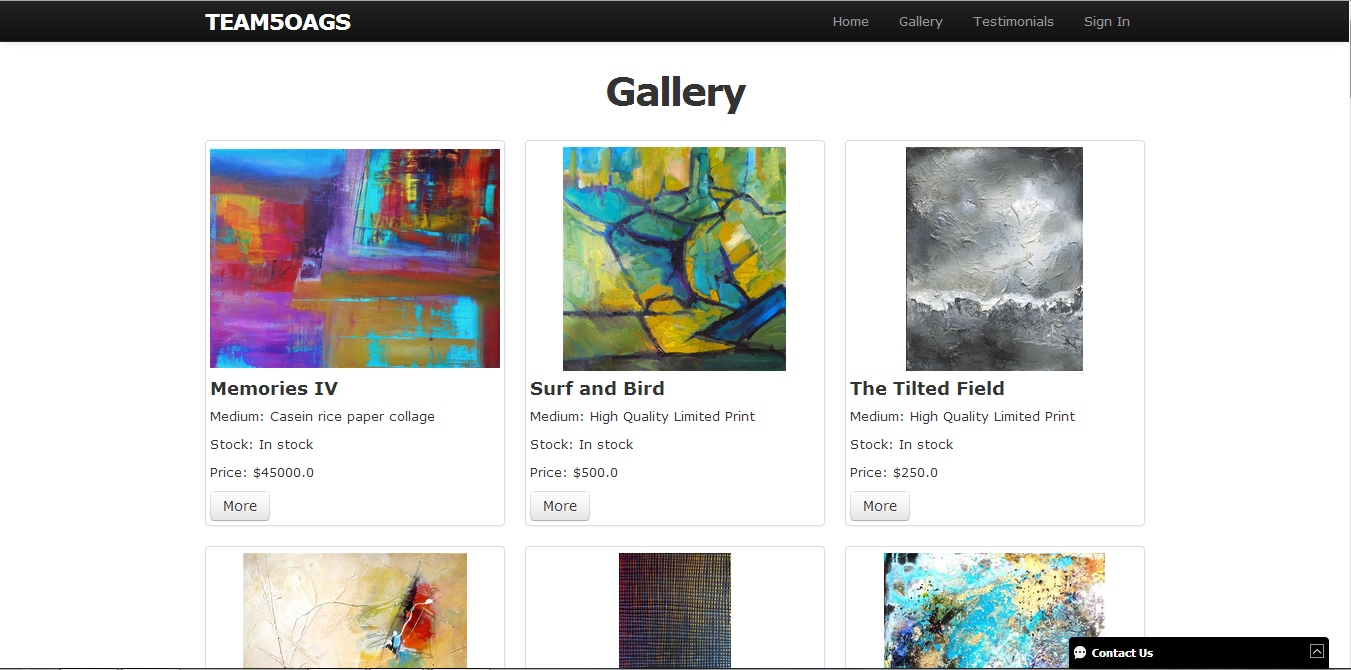 TEAM5OAGS
Home Gallery Testimonials Sign In
Gallery
Memories IV
Medium: Casein rice paper collage
Stock: In stock
Price: $45000.0
More
Surf and Bird
Medium: High Quality Limited Print
Stock: In stock
Price: $500.0
More
The Tilted Field
Medium: High Quality Limited Print
Stock: In stock
Price: $250.0
More
Contact Us